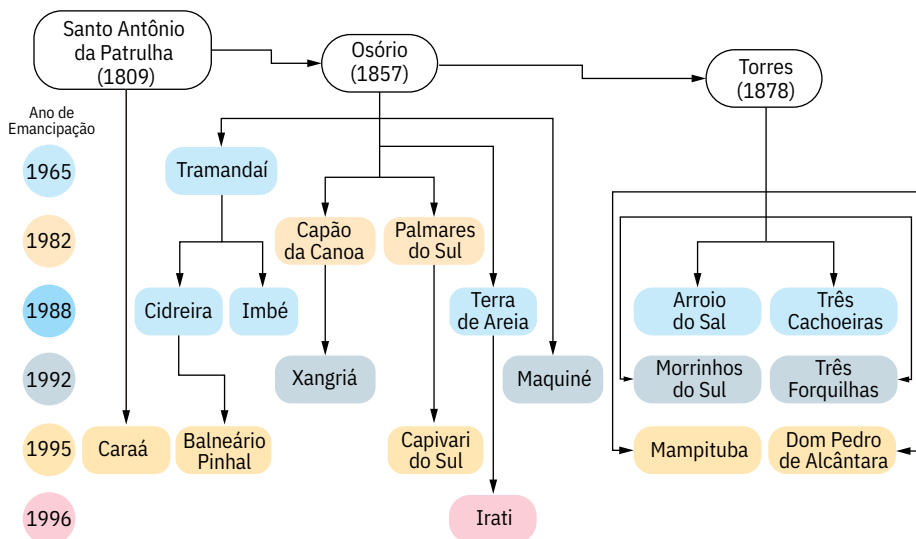 Santo Antônio
da Patrulha
(1809)
Osório
(1857)
Torres
(1878)
Ano de
Emancipação
1965
Tramandaí
1982
Capão
da Canoa
Palmares
do Sul
1988
Cidreira
Imbé
Terra
de Areia
Arroio
do Sal
Três
Cachoeiras
1992
Xangriá
Maquiné
Morrinhos
do Sul
Três
Forquilhas
1995
Caraá
Balneário
Pinhal
Capivari
do Sul
Mampituba
Dom Pedro
de Alcântara
1996
Irati